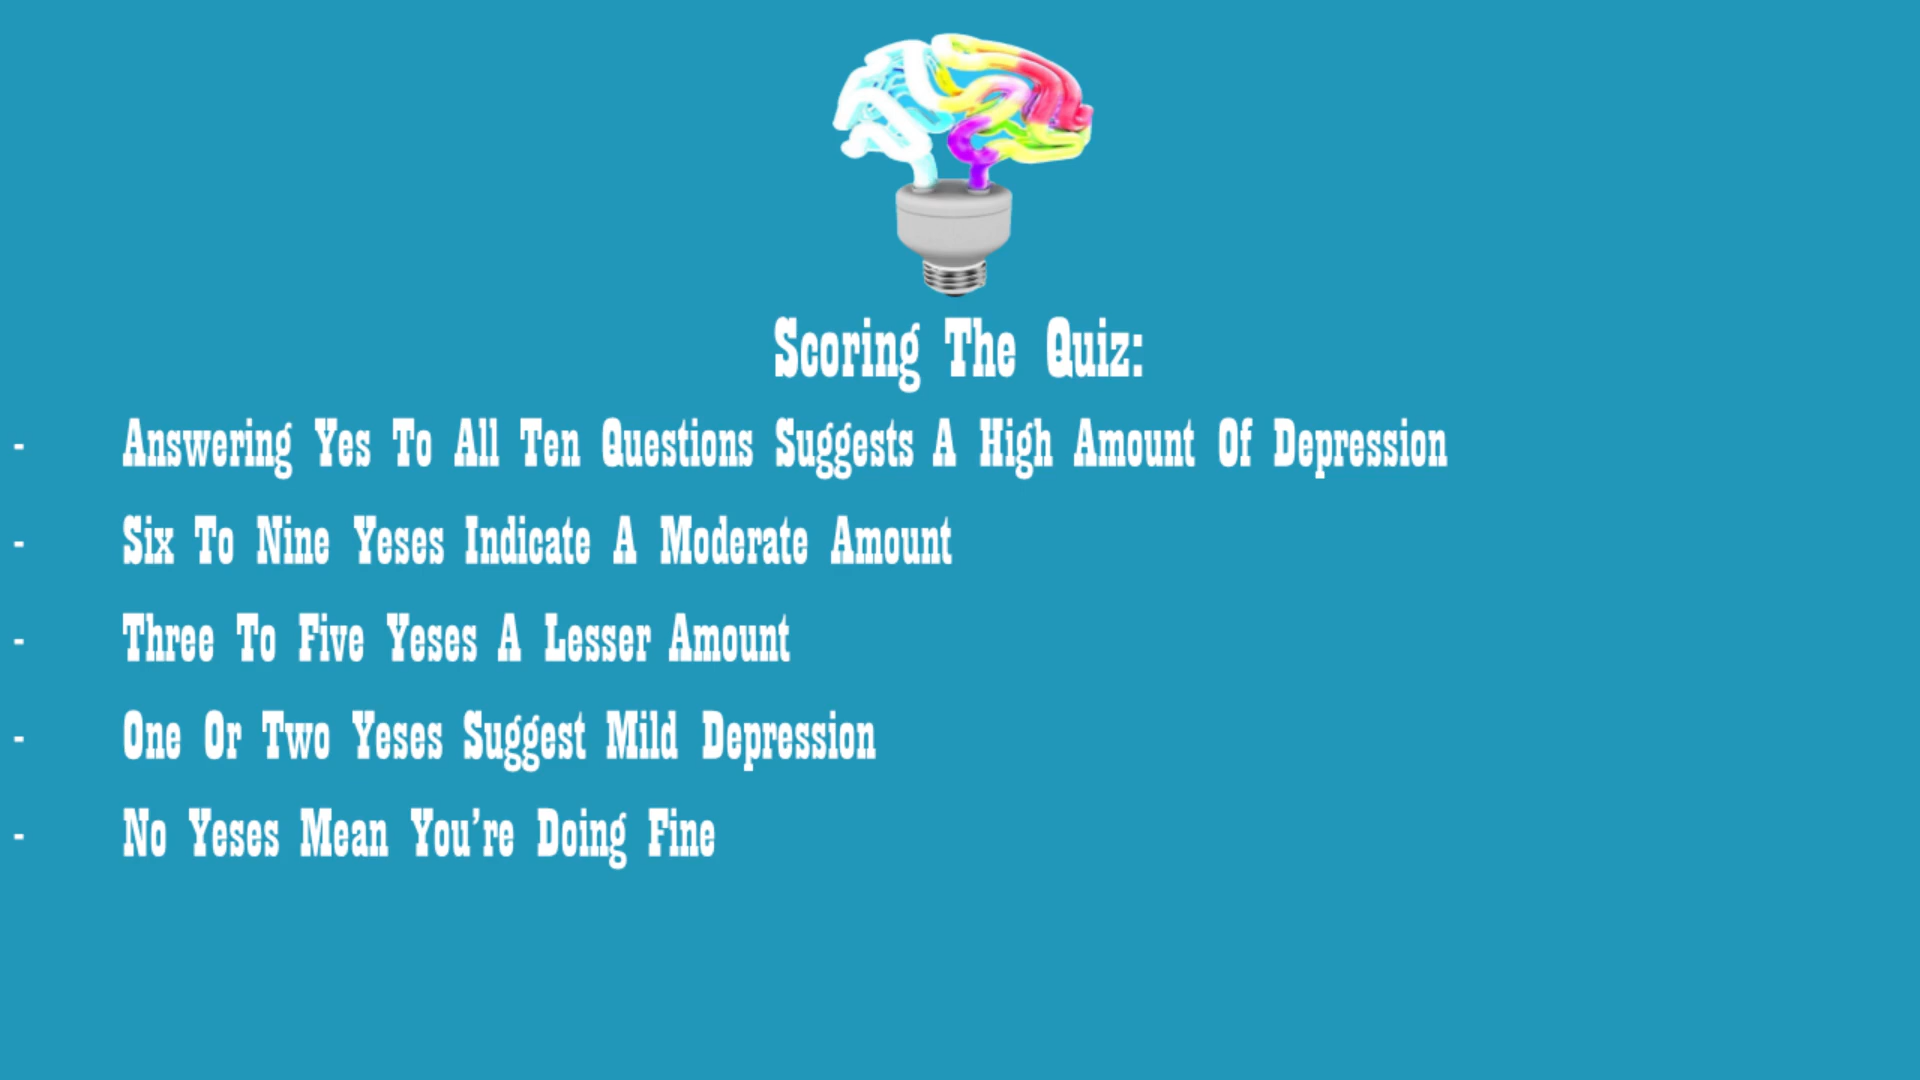 Scoring The Quiz:
- Answering Yes To All Ten Questions Suggests A High Amount Of Depression
- Six To Nine Yeses Indicate A Moderate Amount
- Three To Five Yeses A Lesser Amount
- One Or Two Yeses Suggest Mild Depression
- No Yeses Mean You're Doing Fine